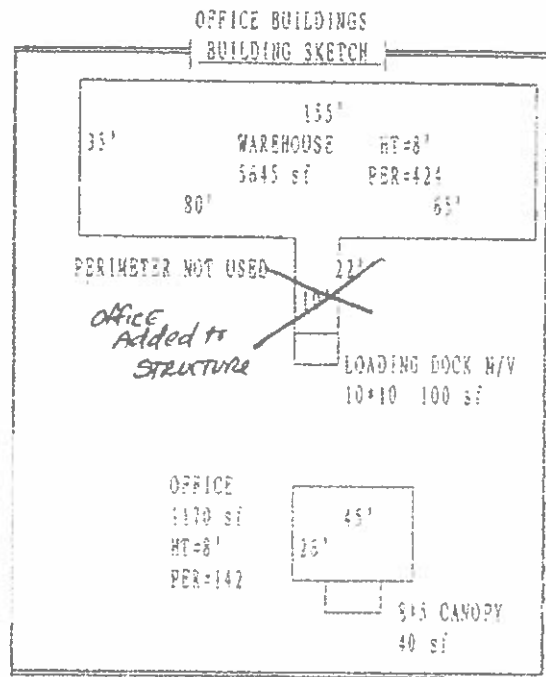 OFFICE BUILDINGS
BUILDING SKETCH
155'
35' WAREHOUSE HT=8'
5645 sf PER=424
80' 65'
PERIMETER NOT USED 22'
10'
OFFICE
Added to
STRUCTURE
LOADING DOCK N/V
10*10 100 sf
OFFICE
1170 sf 45'
HT=8' 26'
PER=142
8*5 CANOPY
40 sf